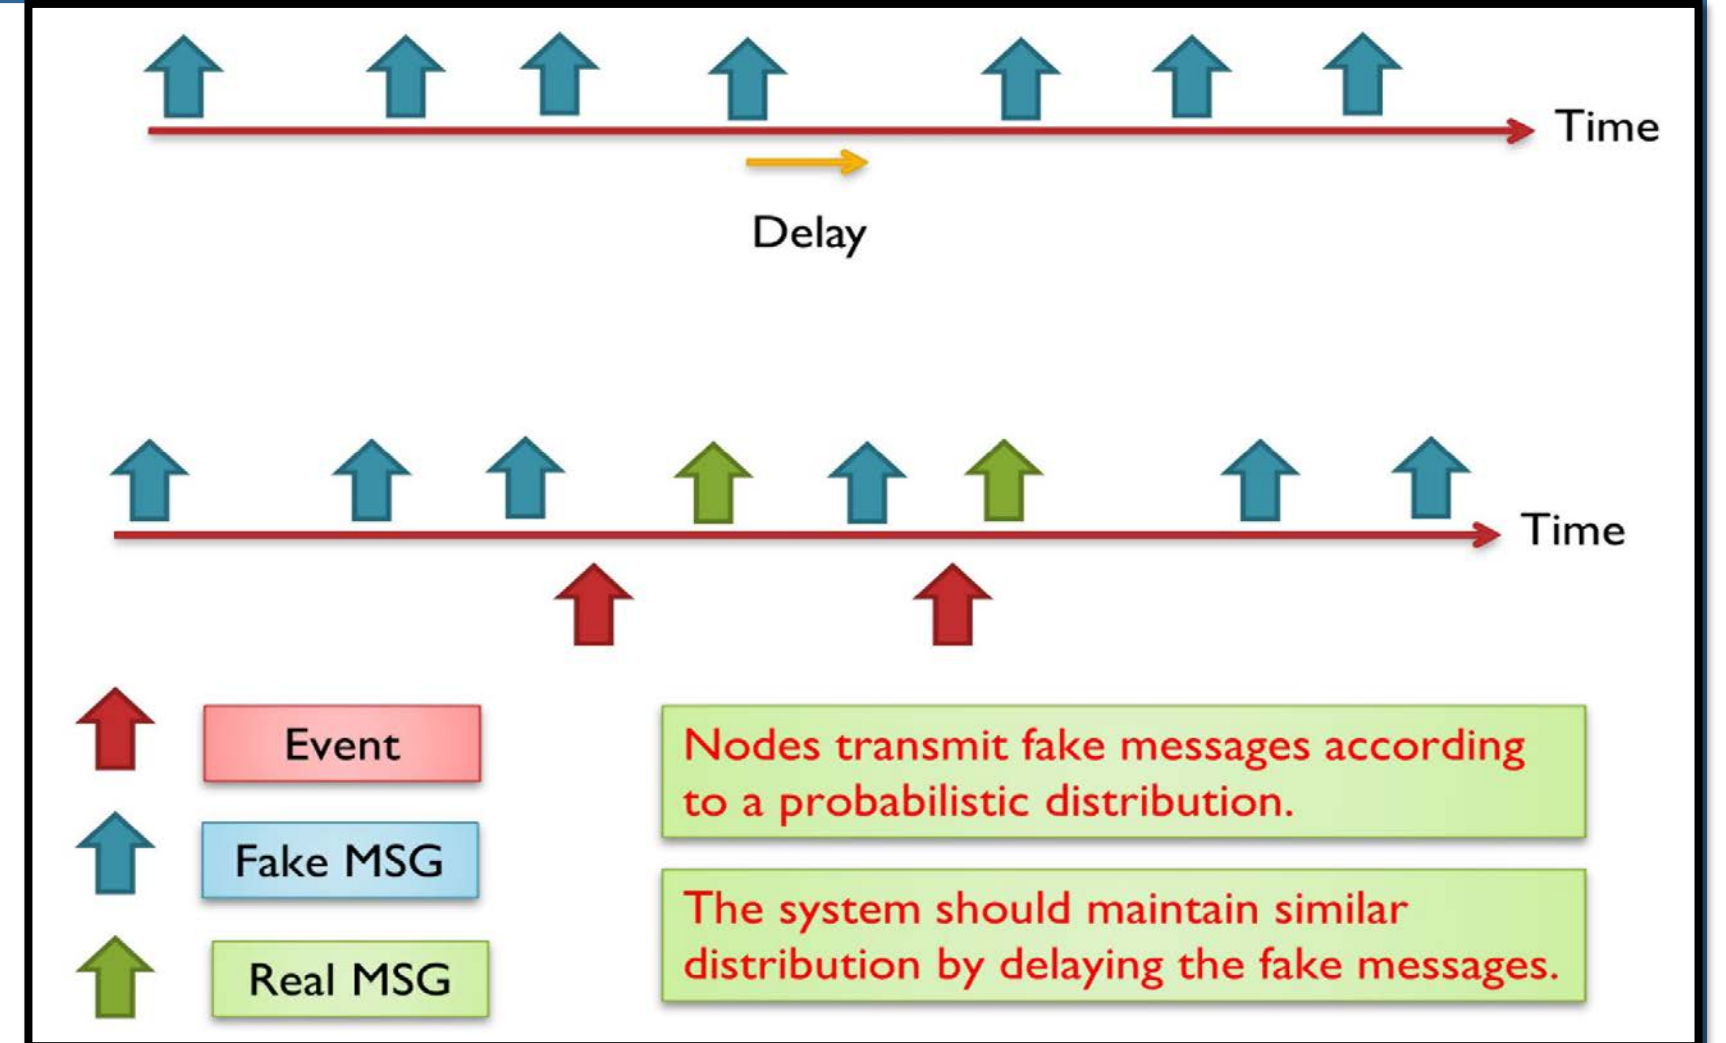 Time
Delay
Time
Event
Fake MSG
Real MSG
Nodes transmit fake messages according
to a probabilistic distribution.
The system should maintain similar
distribution by delaying the fake messages.